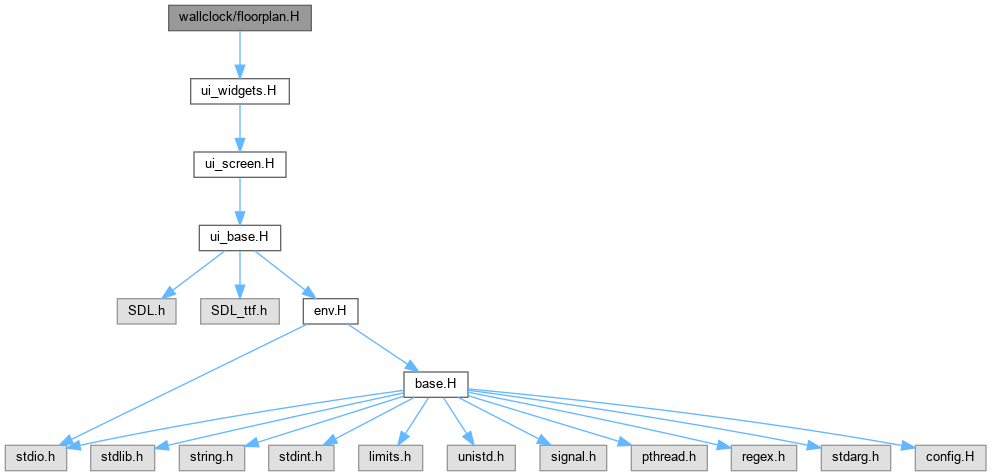 wallclock/floorplan.H
ui_widgets.H
ui_screen.H
ui_base.H
SDL.h
SDL_ttf.h
env.H
base.H
stdio.h
stdlib.h
string.h
stdint.h
limits.h
unistd.h
signal.h
pthread.h
regex.h
stdarg.h
config.H